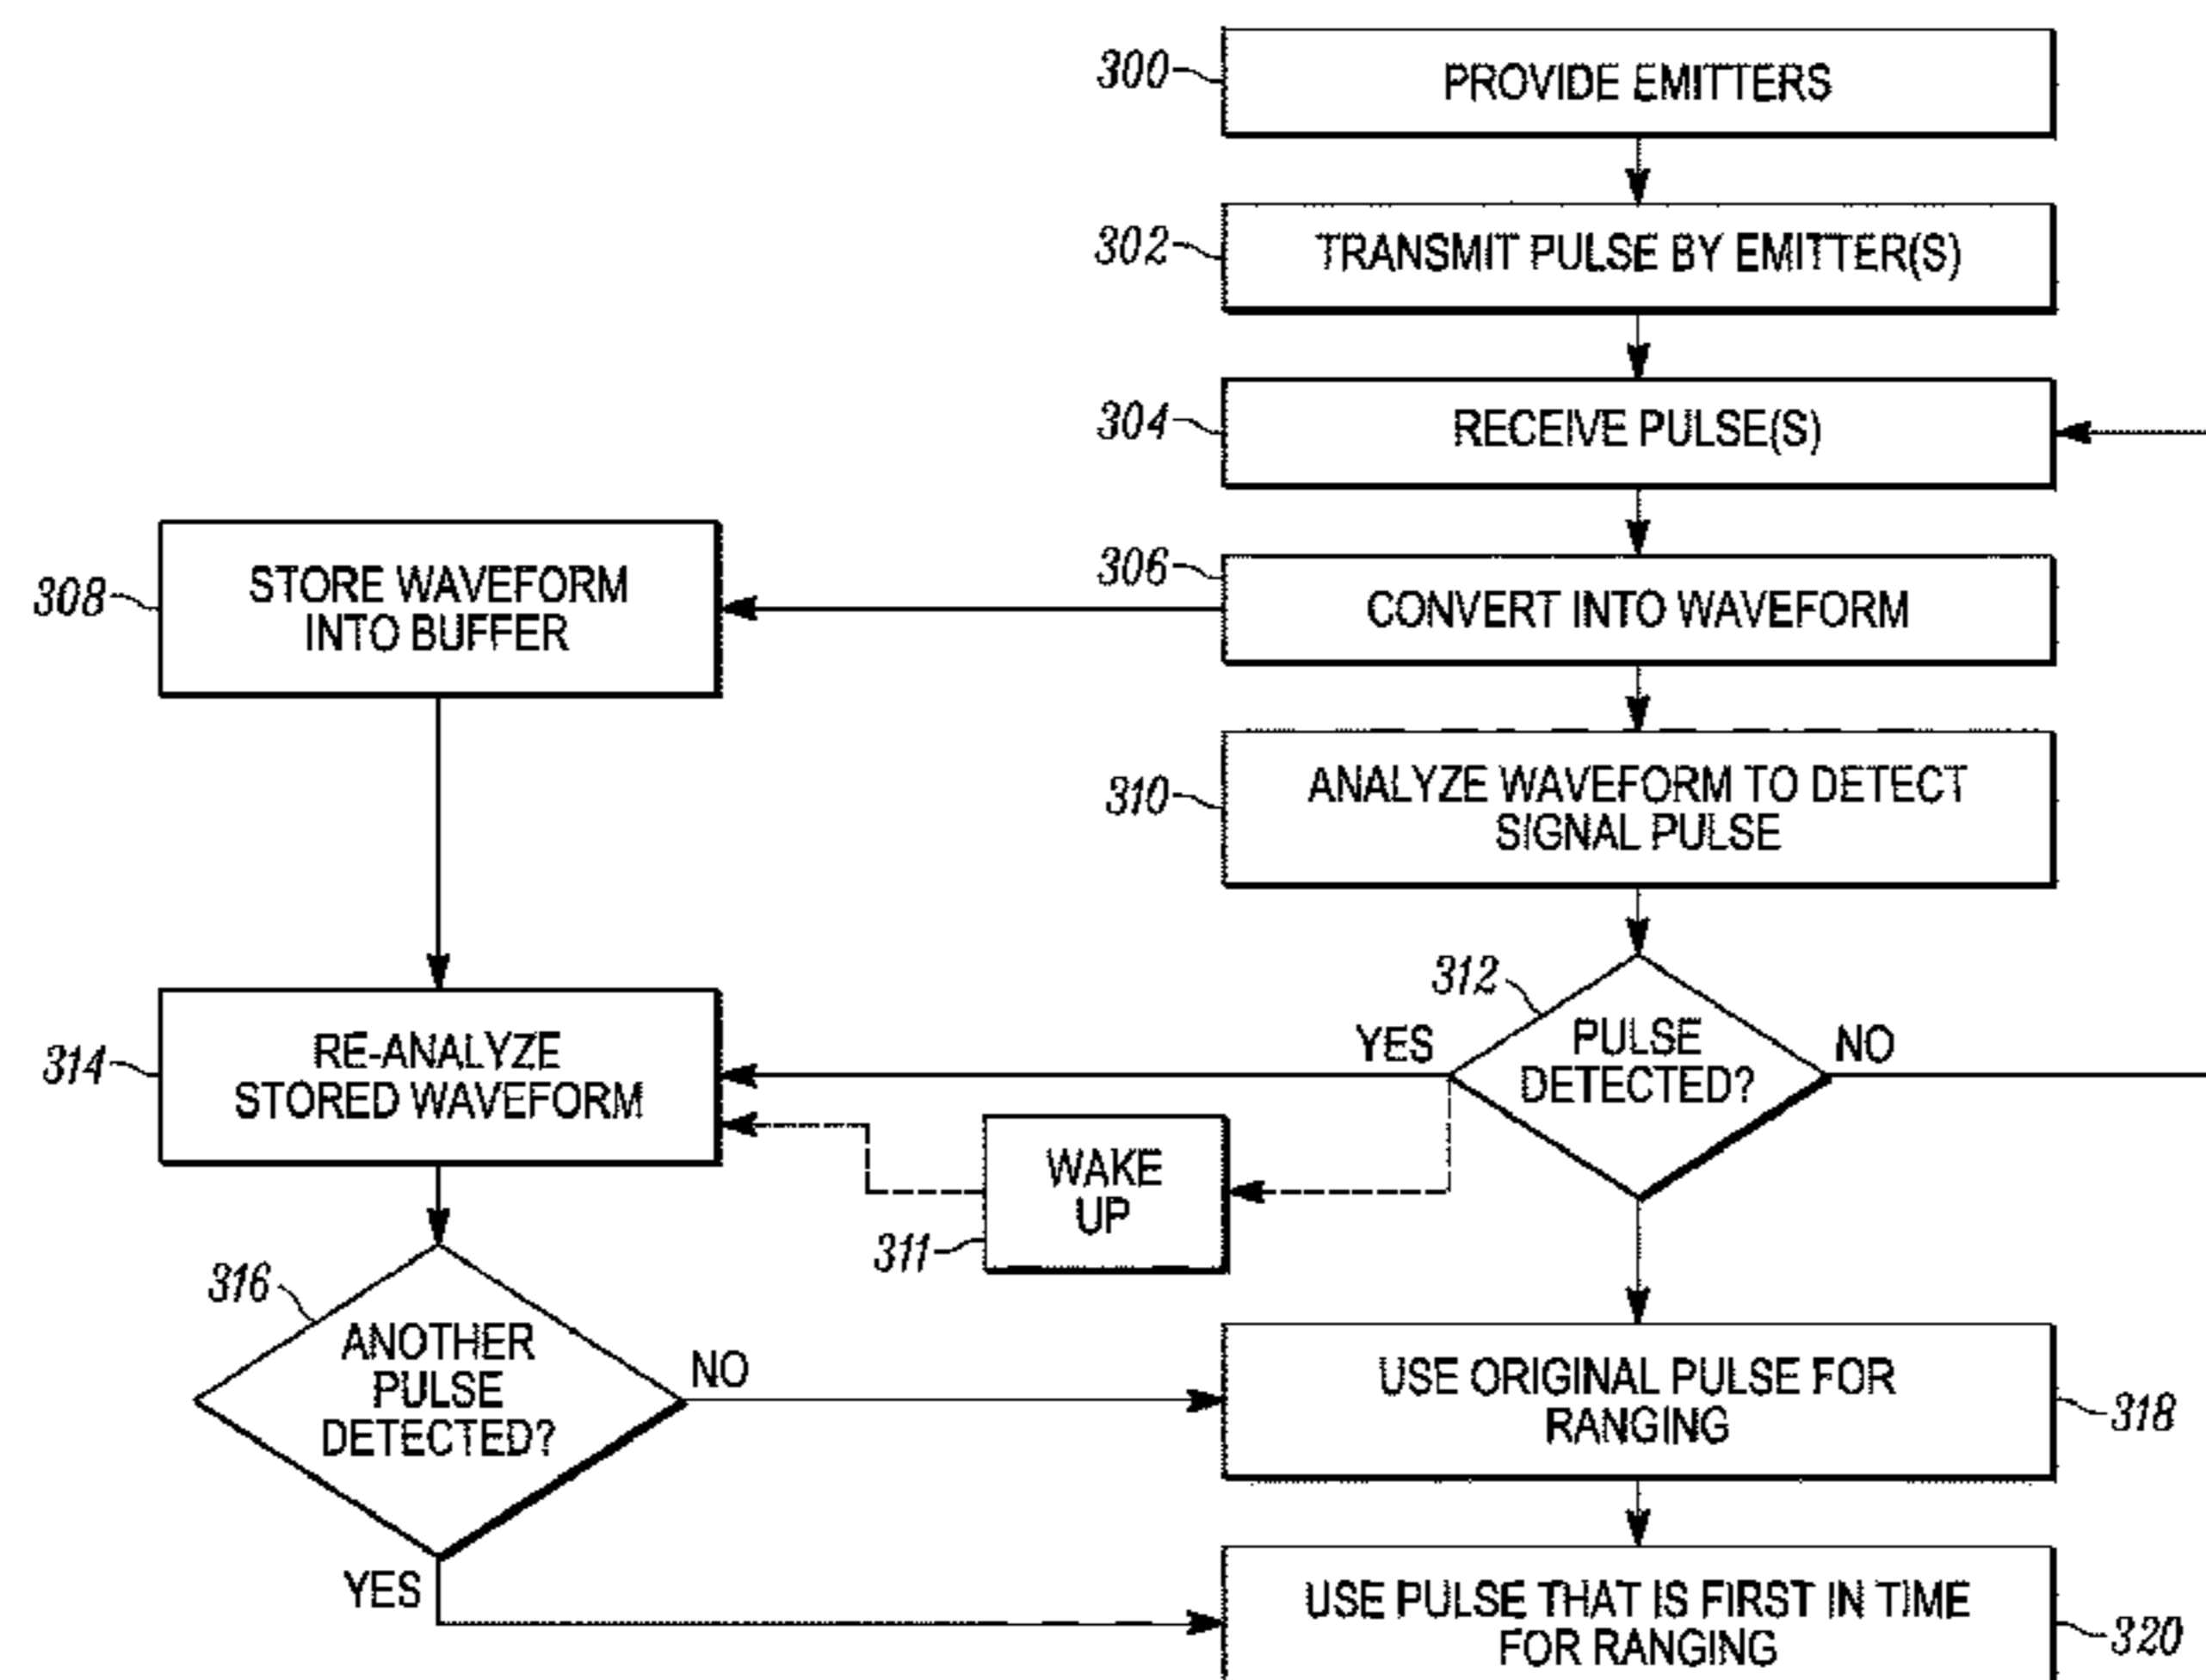 300
PROVIDE EMITTERS
302
TRANSMIT PULSE BY EMITTER(S)
304
RECEIVE PULSE(S)
306
CONVERT INTO WAVEFORM
308
STORE WAVEFORM
INTO BUFFER
310
ANALYZE WAVEFORM TO DETECT
SIGNAL PULSE
312
PULSE
DETECTED?
YES
NO
314
RE-ANALYZE
STORED WAVEFORM
311
WAKE
UP
316
ANOTHER
PULSE
DETECTED?
NO
YES
USE ORIGINAL PULSE FOR
RANGING
318
USE PULSE THAT IS FIRST IN TIME
FOR RANGING
320